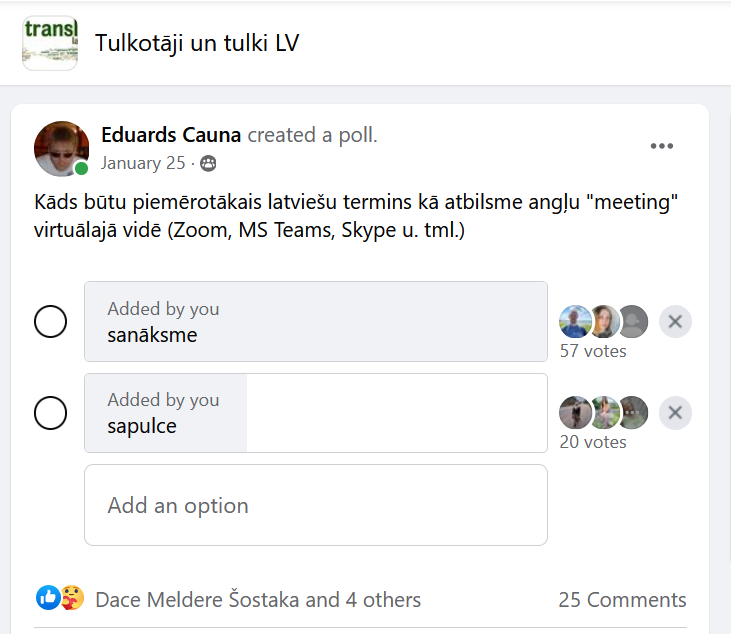 transl
Tulkotāji un tulki LV
Eduards Cauna created a poll.
January 25 ·
Kāds būtu piemērotākais latviešu termins kā atbilsme angļu "meeting"
virtuālajā vidē (Zoom, MS Teams, Skype u. tml.)
Added by you
sanāksme
57 votes
Added by you
sapulce
20 votes
Add an option
Dace Meldere Šostaka and 4 others
25 Comments